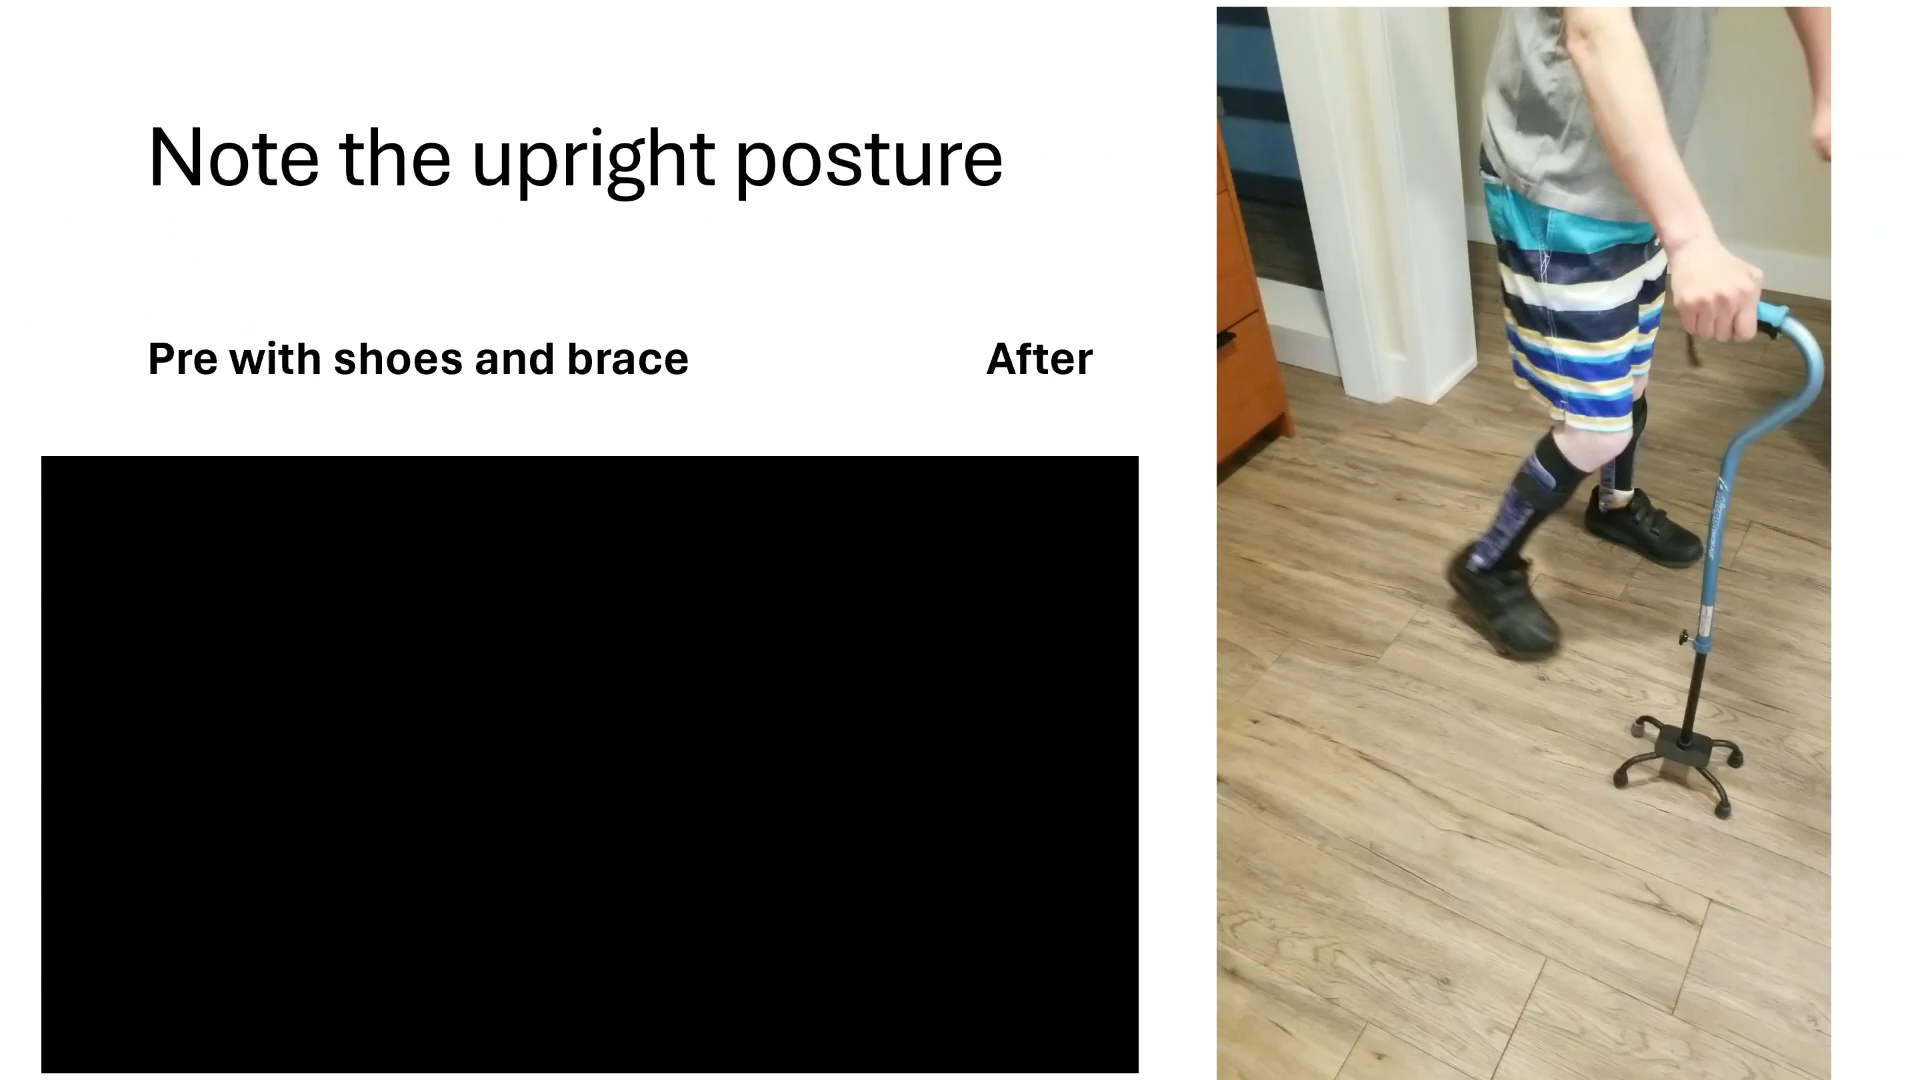 Note the upright posture
Pre with shoes and brace
After